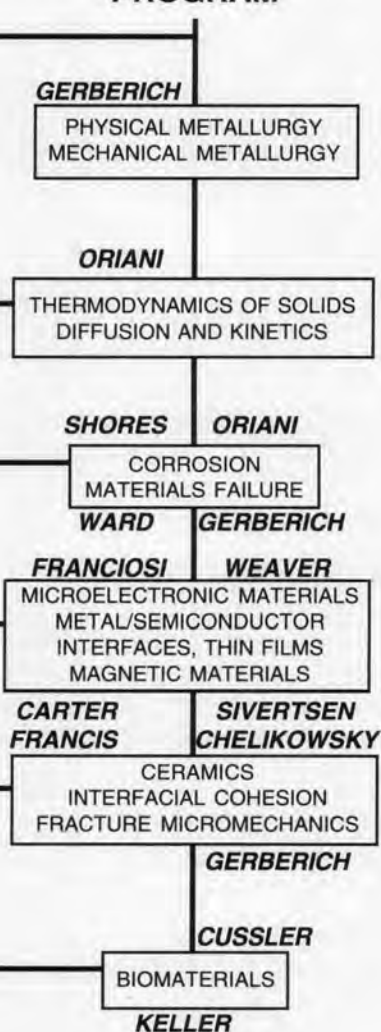 PROGRAM
GERBERICH
PHYSICAL METALLURGY
MECHANICAL METALLURGY
ORIANI
THERMODYNAMICS OF SOLIDS
DIFFUSION AND KINETICS
SHORES ORIANI
CORROSION
MATERIALS FAILURE
WARD GERBERICH
FRANCIOSI WEAVER
MICROELECTRONIC MATERIALS
METAL/SEMICONDUCTOR
INTERFACES, THIN FILMS
MAGNETIC MATERIALS
CARTER SIVERTSEN
FRANCIS CHELIKOWSKY
CERAMICS
INTERFACIAL COHESION
FRACTURE MICROMECHANICS
GERBERICH
CUSSLER
BIOMATERIALS
KELLER